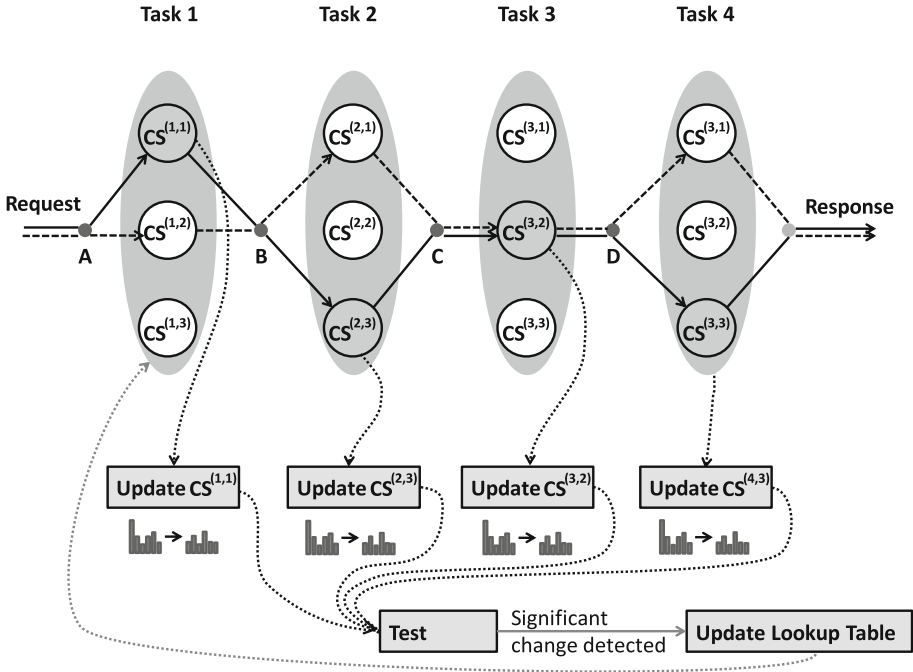 Task 1 Task 2 Task 3 Task 4
CS(1,1) CS(2,1) CS(3,1) CS(3,1)
Request CS(1,2) CS(2,2) CS(3,2) CS(3,2) Response
A B C D
CS(1,3) CS(2,3) CS(3,3) CS(3,3)
Update CS(1,1) Update CS(2,3) Update CS(3,2) Update CS(4,3)
Test Significant change detected Update Lookup Table